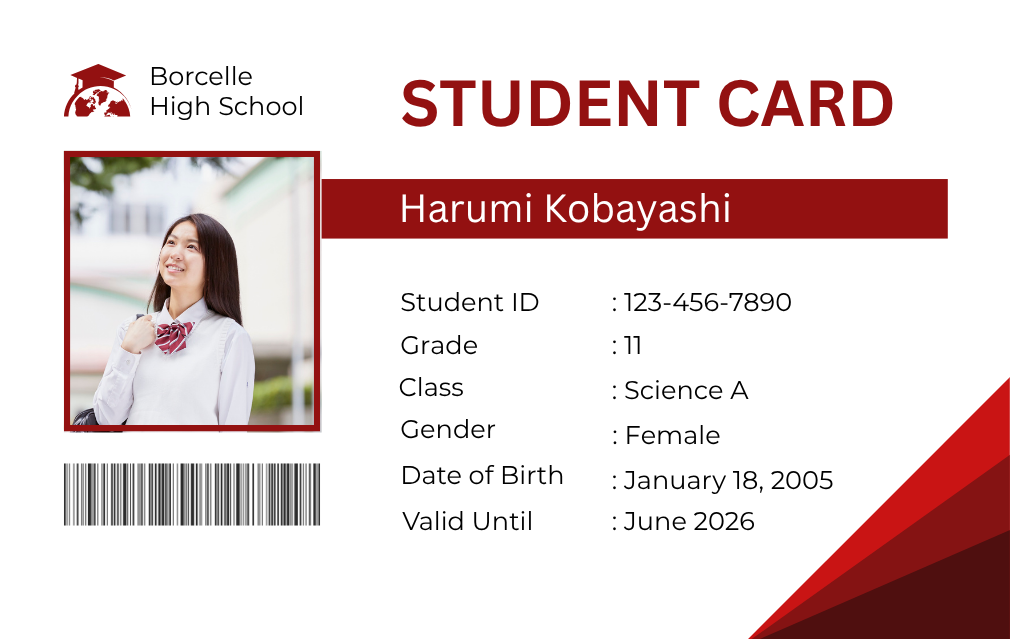 Borcelle
High School
STUDENT CARD
Harumi Kobayashi
Student ID : 123-456-7890
Grade : 11
Class : Science A
Gender : Female
Date of Birth : January 18, 2005
Valid Until : June 2026